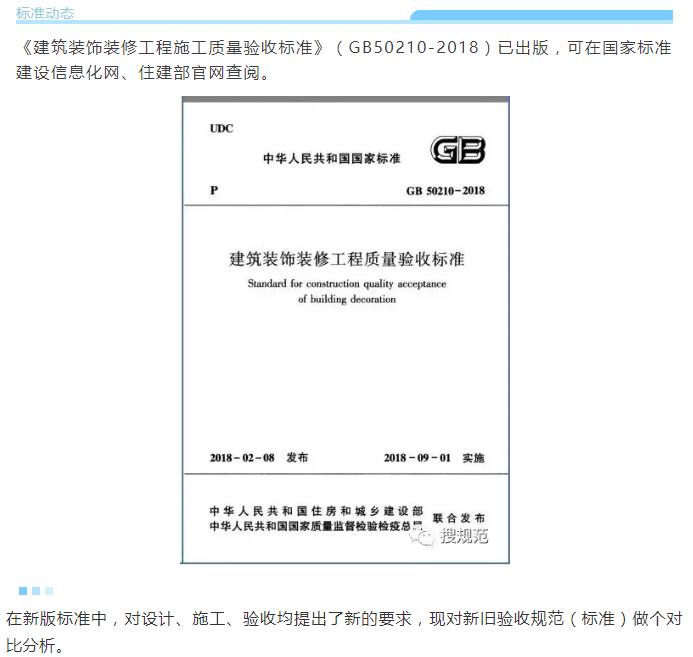 标准动态
《建筑装饰装修工程施工质量验收标准》（GB50210-2018）已出版，可在国家标准
建设信息化网、住建部官网查阅。
UDC
中华人民共和国国家标准
GB
P
GB 50210-2018
建筑装饰装修工程质量验收标准
Standard for construction quality acceptance
of building decoration
2018-02-08 发布
2018-09-01 实施
中华人民共和国住房和城乡建设部
中华人民共和国国家质量监督检验检疫总局
联合发布
搜规范
在新版标准中，对设计、施工、验收均提出了新的要求，现对新旧验收规范（标准）做个对
比分析。